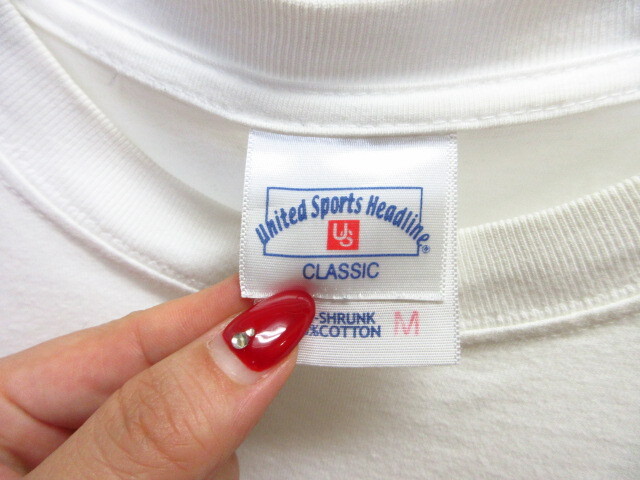 United Sports Headline®
US
CLASSIC
-SHRUNK
%COTTON M